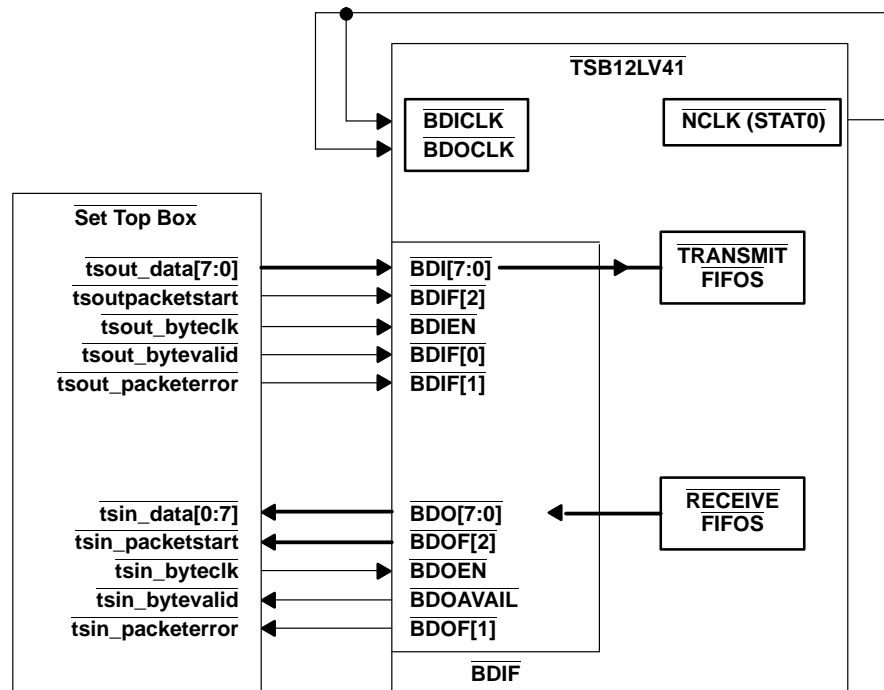 TSB12LV41
BDICLK
BDOCLK
NCLK (STAT0)
Set Top Box
tsout_data[7:0]
tsoutpacketstart
tsout_byteclk
tsout_bytevalid
tsout_packeterror
BDI[7:0]
BDIF[2]
BDIEN
BDIF[0]
BDIF[1]
TRANSMIT
FIFOS
tsin_data[0:7]
tsin_packetstart
tsin_byteclk
tsin_bytevalid
tsin_packeterror
BDO[7:0]
BDOF[2]
BDOEN
BDOAVAIL
BDOF[1]
RECEIVE
FIFOS
BDIF